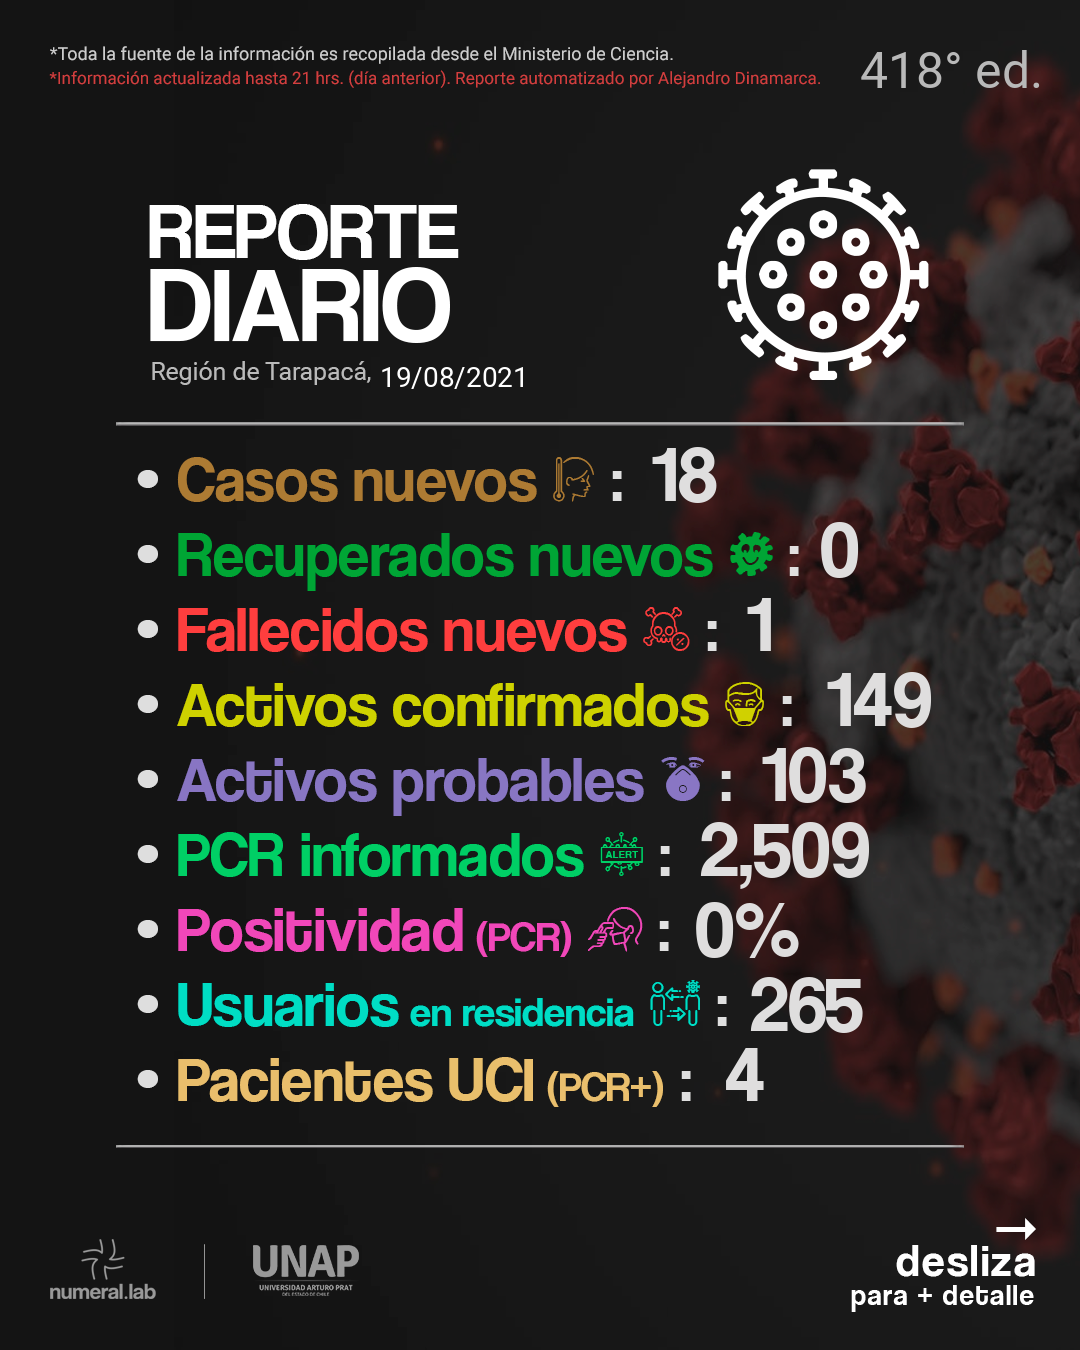 *Toda la fuente de la información es recopilada desde el Ministerio de Ciencia.
*Información actualizada hasta 21 hrs. (día anterior). Reporte automatizado por Alejandro Dinamarca.
418° ed.
REPORTE
DIARIO
Región de Tarapacá, 19/08/2021
• Casos nuevos : 18
• Recuperados nuevos : 0
• Fallecidos nuevos : 1
• Activos confirmados : 149
• Activos probables : 103
• PCR informados ALERT : 2,509
• Positividad (PCR) : 0%
• Usuarios en residencia : 265
• Pacientes UCI (PCR+) : 4
numeral.lab
UNAP
UNIVERSIDAD ARTURO PRAT
DEL ESTADO DE CHILE
desliza
para + detalle